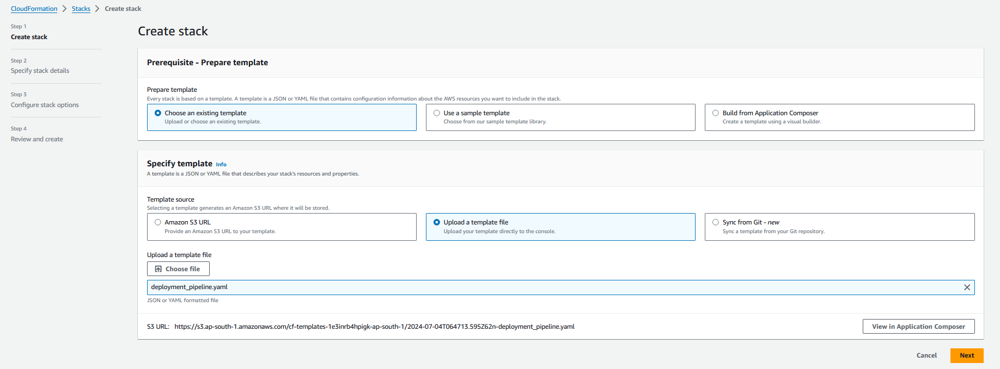 CloudFormation > Stacks > Create stack
Step 1
Create stack
Step 2
Specify stack details
Step 3
Configure stack options
Step 4
Review and create
Create stack
Prerequisite - Prepare template
Prepare template
Every stack is based on a template. A template is a JSON or YAML file that contains configuration information about the AWS resources you want to include in the stack.
Choose an existing template
Upload or choose an existing template.
Use a sample template
Choose from our sample template library.
Build from Application Composer
Create a template using a visual builder.
Specify template Info
A template is a JSON or YAML file that describes your stack's resources and properties.
Template source
Selecting a template generates an Amazon S3 URL where it will be stored.
Amazon S3 URL
Provide an Amazon S3 URL to your template.
Upload a template file
Upload your template directly to the console.
Sync from Git - new
Sync a template from your Git repository.
Upload a template file
Choose file
deployment_pipeline.yaml
JSON or YAML formatted file
S3 URL: https://s3.ap-south-1.amazonaws.com/cf-templates-1e3inrb4hpigk-ap-south-1/2024-07-04T064713.595Z62n-deployment_pipeline.yaml
View in Application Composer
Cancel
Next